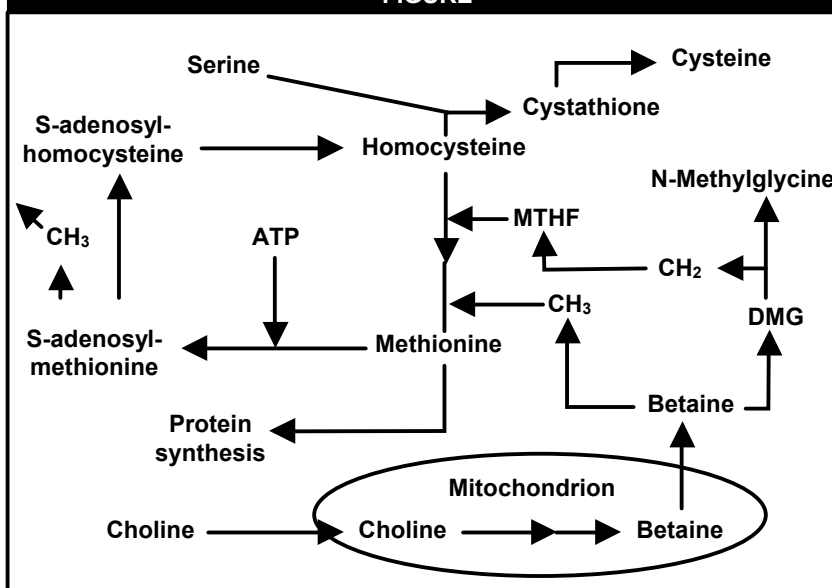 FIGURE
Serine
Cysteine
Cystathione
S-adenosyl-
homocysteine
Homocysteine
N-Methylglycine
CH₃
ATP
MTHF
CH₂
CH₃
DMG
S-adenosyl-
methionine
Methionine
Betaine
Protein
synthesis
Mitochondrion
Choline
Choline
Betaine